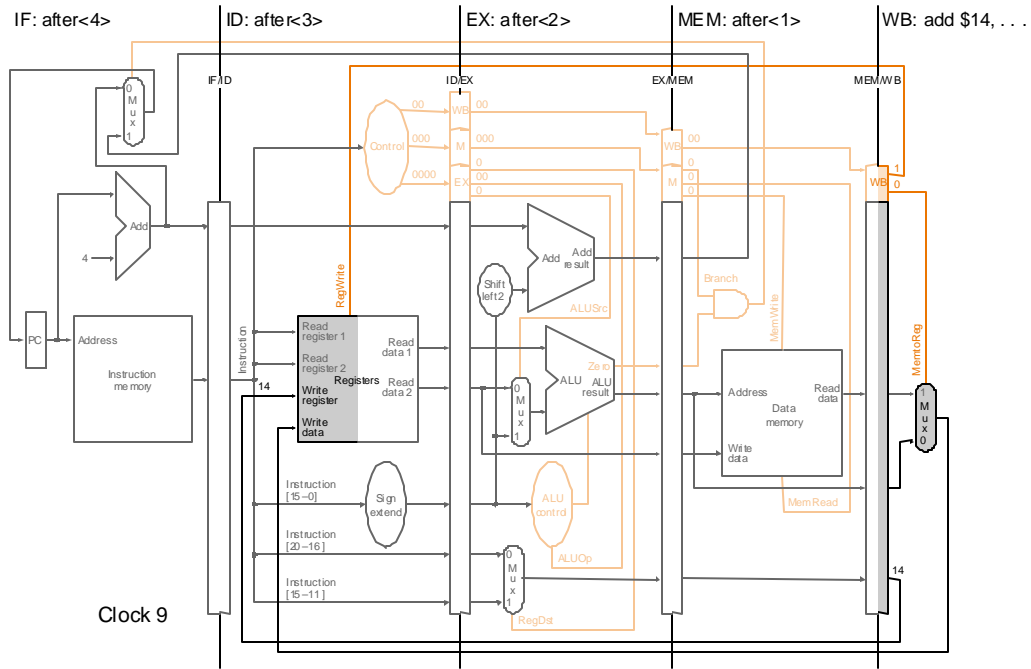 IF: after<4>
ID: after<3>
EX: after<2>
MEM: after<1>
WB: add $14, . . .
IF/ID
ID/EX
EX/MEM
MEM/WB
0
M
u
x
1
Control
00
000
0000
WB
M
EX
00
000
0
00
0
WB
M
00
0
0
0
WB
1
0
Add
4
Add
Add
result
Shift
left 2
RegWrite
ALUSrc
Branch
MemWrite
MemtoReg
PC
Address
Instruction
memory
Instruction
14
Read
register 1
Read
register 2
Write
register
Write
data
Registers
Read
data 1
Read
data 2
0
M
u
x
1
Zero
ALU
ALU
result
Address
Write
data
Data
memory
Read
data
1
M
u
x
0
MemRead
Instruction
[15–0]
Sign
extend
ALU
control
ALUOp
Instruction
[20–16]
Instruction
[15–11]
0
M
u
x
1
RegDst
14
Clock 9